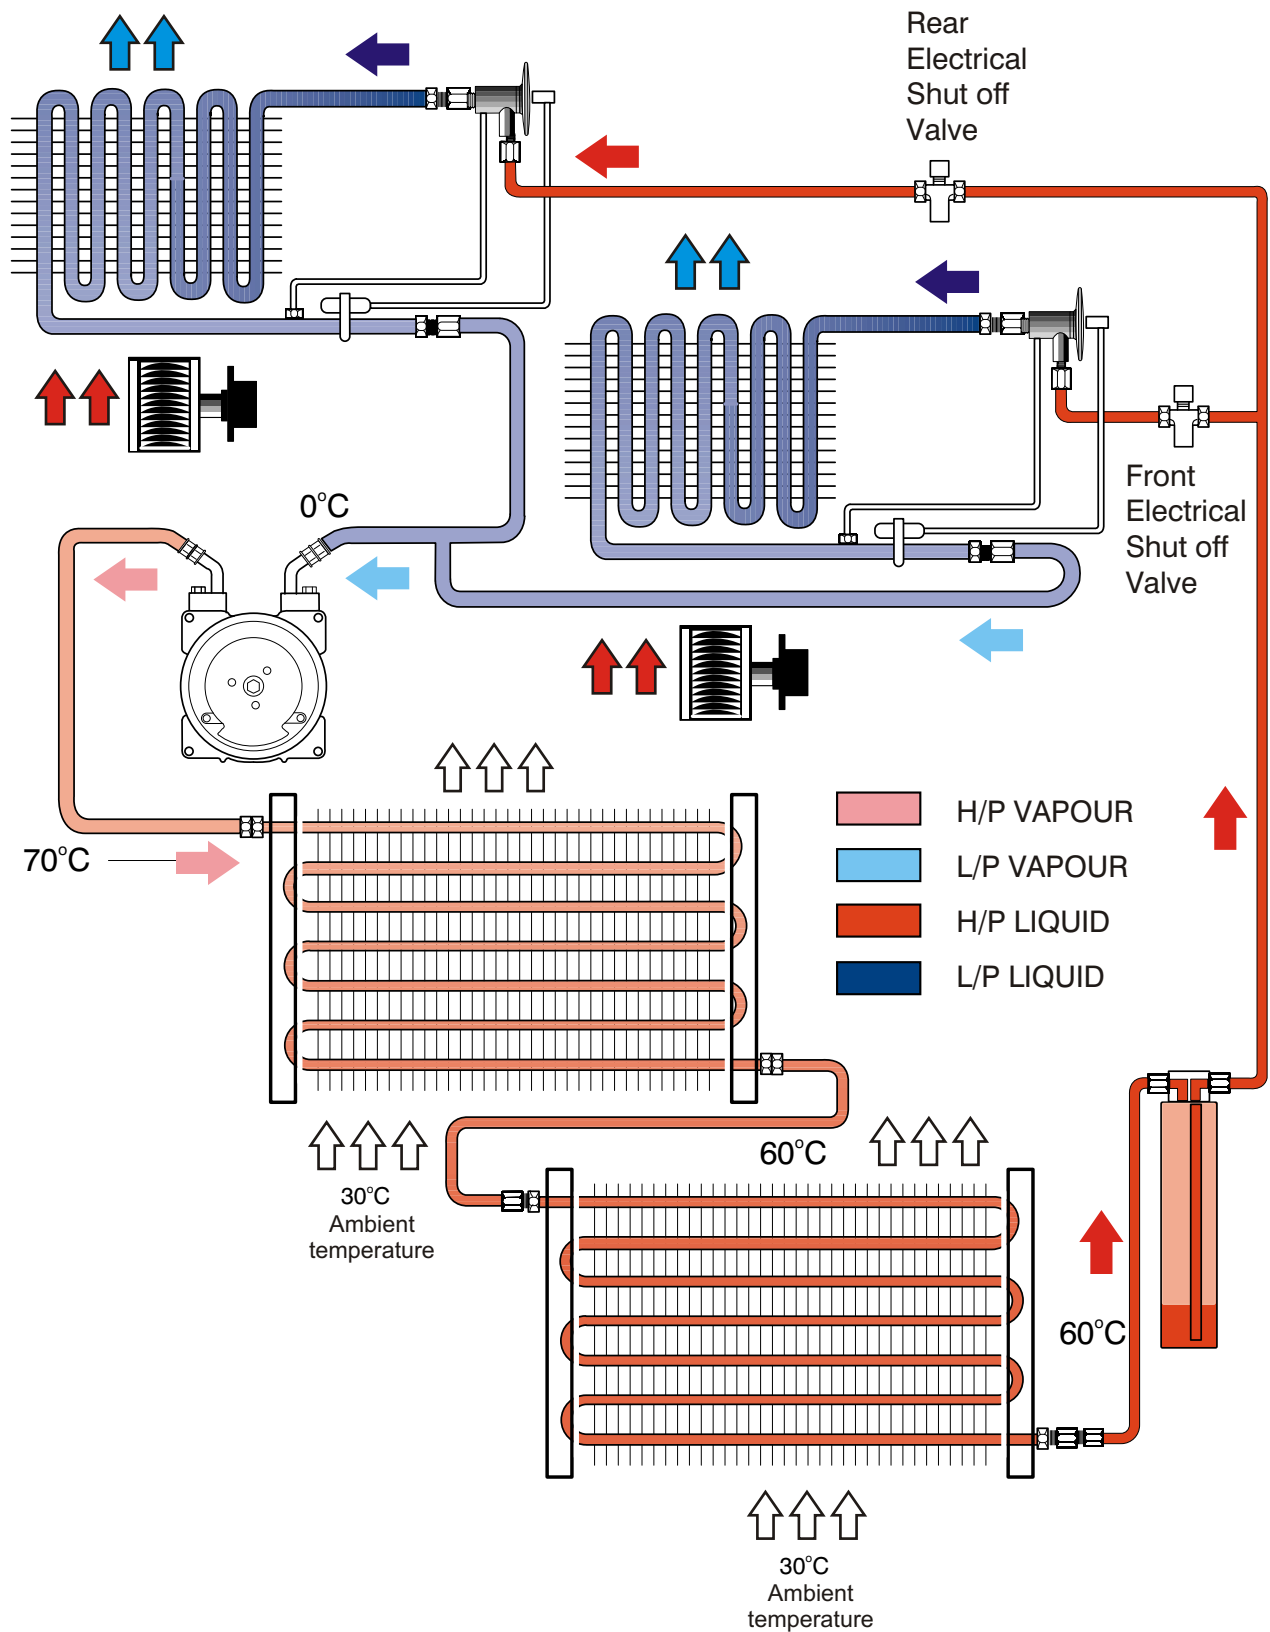 Rear
Electrical
Shut off
Valve
Front
Electrical
Shut off
Valve
0°C
70°C
H/P VAPOUR
L/P VAPOUR
H/P LIQUID
L/P LIQUID
60°C
30°C
Ambient
temperature
60°C
30°C
Ambient
temperature